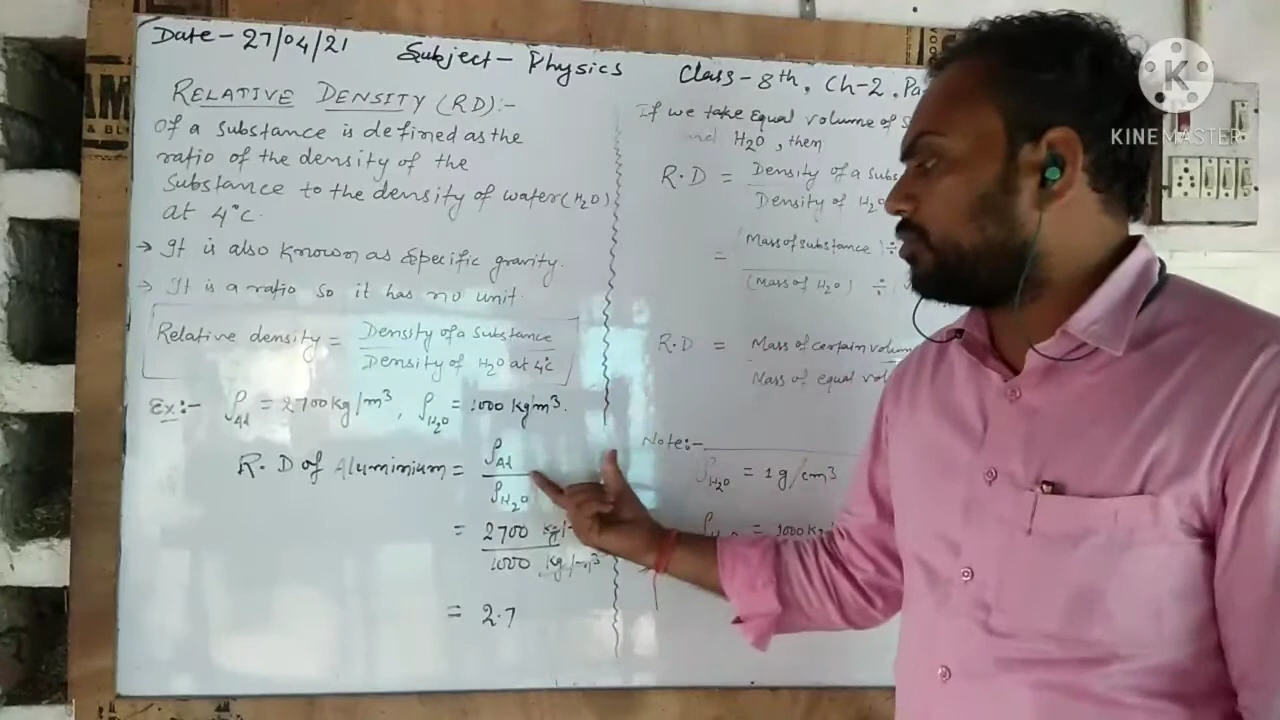 Date - 27/04/21
Subject - Physics
Class - 8th, Ch-2,
RELATIVE DENSITY (RD):-
Of a substance is defined as the
ratio of the density of the
Substance to the density of water (H2O)
at 4°C.
→ It is also known as Specific gravity.
→ It is a ratio so it has no unit.
Relative density = Density of a substance
Density of H2O at 4°C
Ex:- ρAl = 2700 kg/m³, ρH2O = 1000 kg/m³.
R.D of Aluminium = ρAl
ρH2O
= 2700
1000 kg/m³
= 2.7
If we take Equal volume of
and H2O, then
R.D = Density of a
Density of H2O
= (Mass of substance) ÷
(Mass of H2O) ÷
R.D = Mass of certain volume
Mass of equal
Note:-
ρH2O = 1 g/cm³
= 1000
K
KINEMASTER